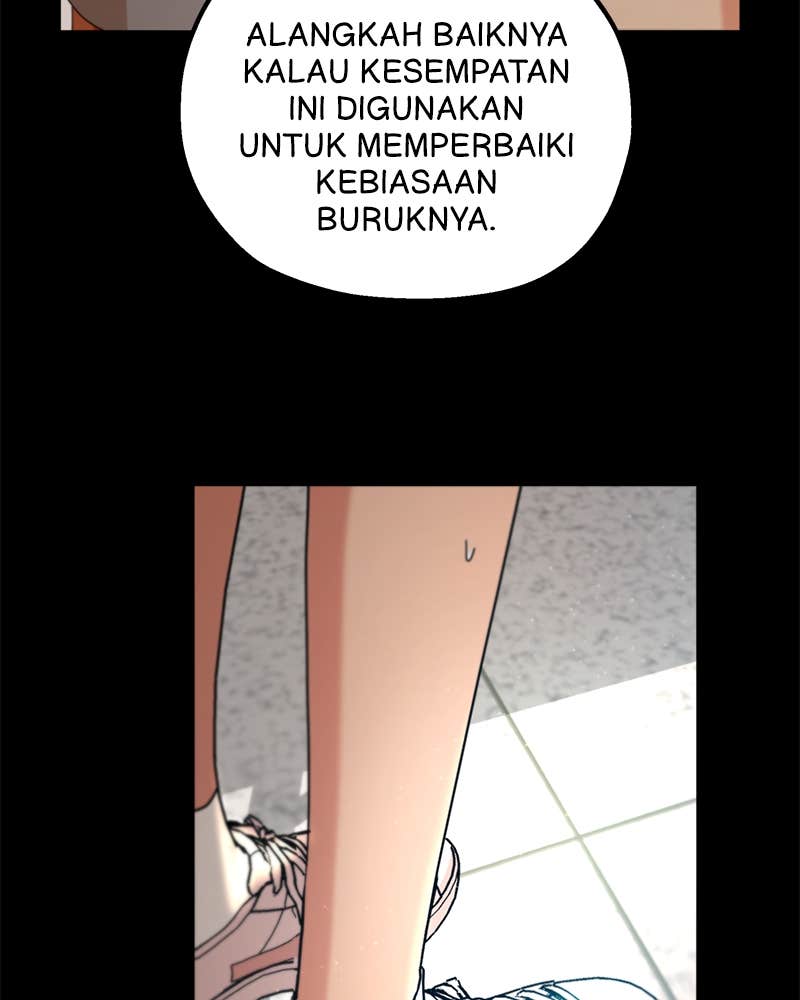 ALANGKAH BAIKNYA
KALAU KESEMPATAN
INI DIGUNAKAN
UNTUK MEMPERBAIKI
KEBIASAAN
BURUKNYA.